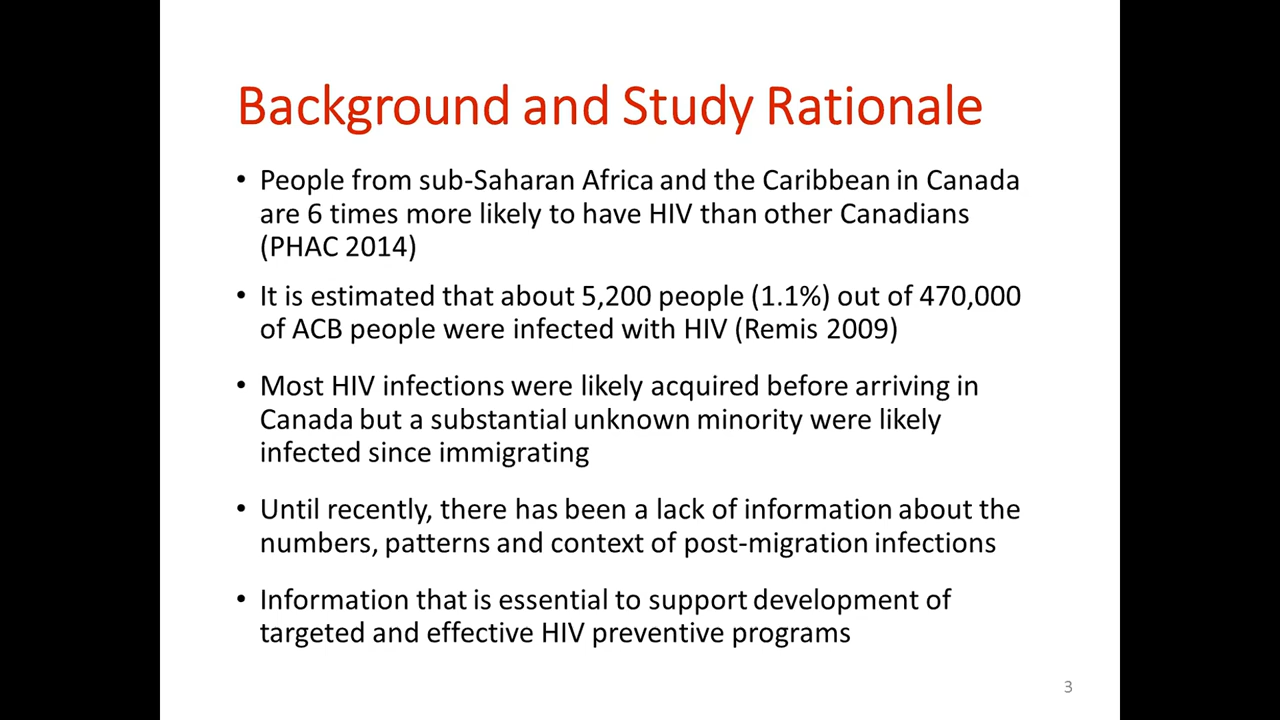 Background and Study Rationale
• People from sub-Saharan Africa and the Caribbean in Canada
are 6 times more likely to have HIV than other Canadians
(PHAC 2014)
• It is estimated that about 5,200 people (1.1%) out of 470,000
of ACB people were infected with HIV (Remis 2009)
• Most HIV infections were likely acquired before arriving in
Canada but a substantial unknown minority were likely
infected since immigrating
• Until recently, there has been a lack of information about the
numbers, patterns and context of post-migration infections
• Information that is essential to support development of
targeted and effective HIV preventive programs
3